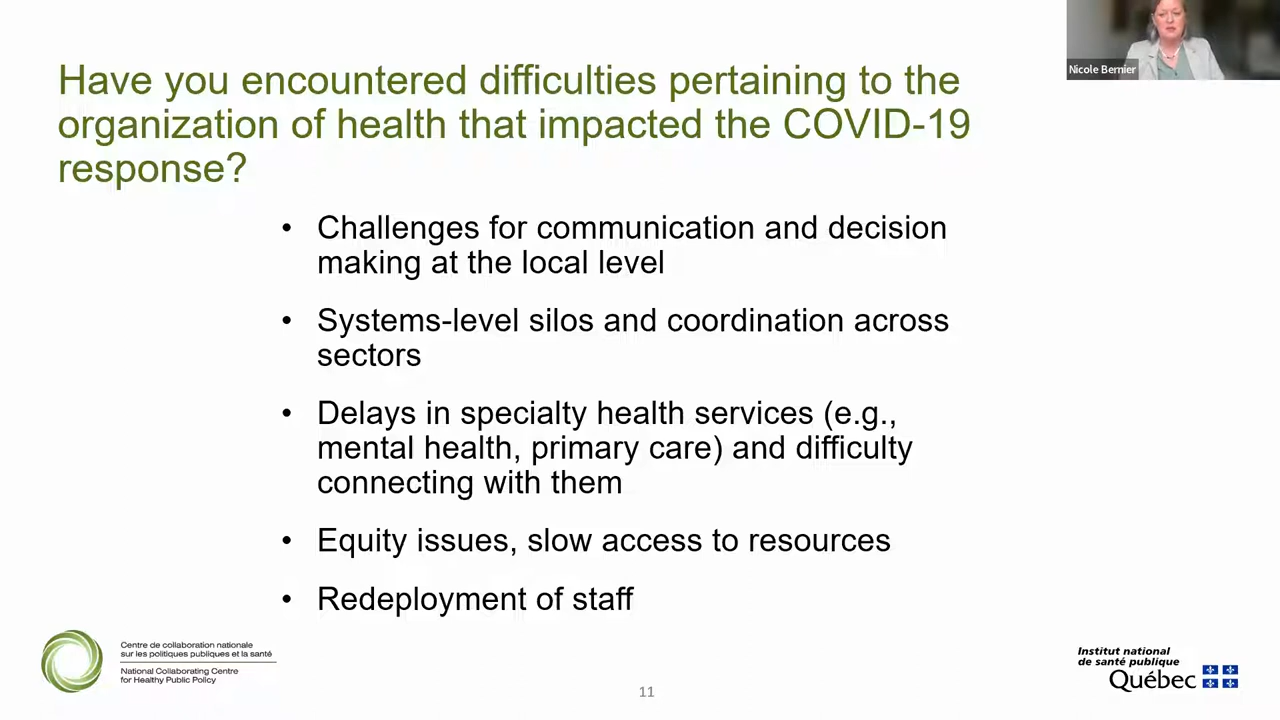 Nicole Bernier
Have you encountered difficulties pertaining to the
organization of health that impacted the COVID-19
response?
• Challenges for communication and decision
making at the local level
• Systems-level silos and coordination across
sectors
• Delays in specialty health services (e.g.,
mental health, primary care) and difficulty
connecting with them
• Equity issues, slow access to resources
• Redeployment of staff
Centre de collaboration nationale
sur les politiques publiques et la santé
National Collaborating Centre
for Healthy Public Policy
11
Institut national
de santé publique
Québec